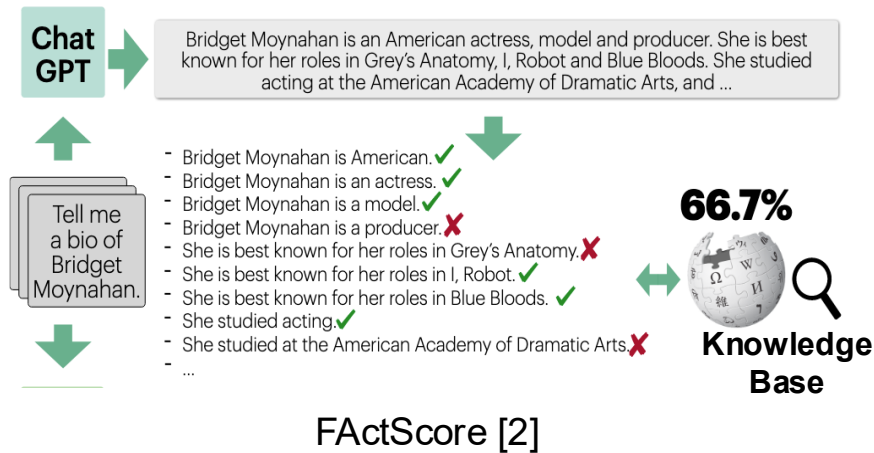 Chat
GPT
Bridget Moynahan is an American actress, model and producer. She is best
known for her roles in Grey's Anatomy, I, Robot and Blue Bloods. She studied
acting at the American Academy of Dramatic Arts, and ...
Tell me
a bio of
Bridget
Moynahan.
- Bridget Moynahan is American. ✓
- Bridget Moynahan is an actress. ✓
- Bridget Moynahan is a model. ✓
- Bridget Moynahan is a producer. ✘
- She is best known for her roles in Grey's Anatomy. ✘
- She is best known for her roles in I, Robot. ✓
- She is best known for her roles in Blue Bloods. ✓
- She studied acting. ✓
- She studied at the American Academy of Dramatic Arts. ✘
- ...
66.7%
Ω
W
И
維
Knowledge
Base
FActScore [2]